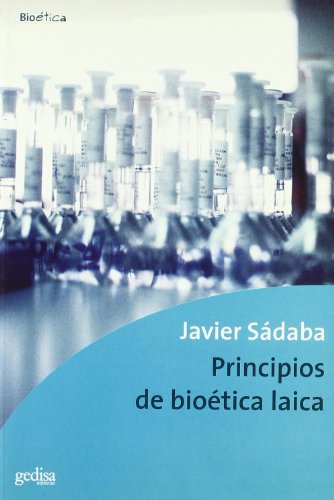 Bioética
Javier Sádaba
Principios
de bioética laica
gedisa
editorial